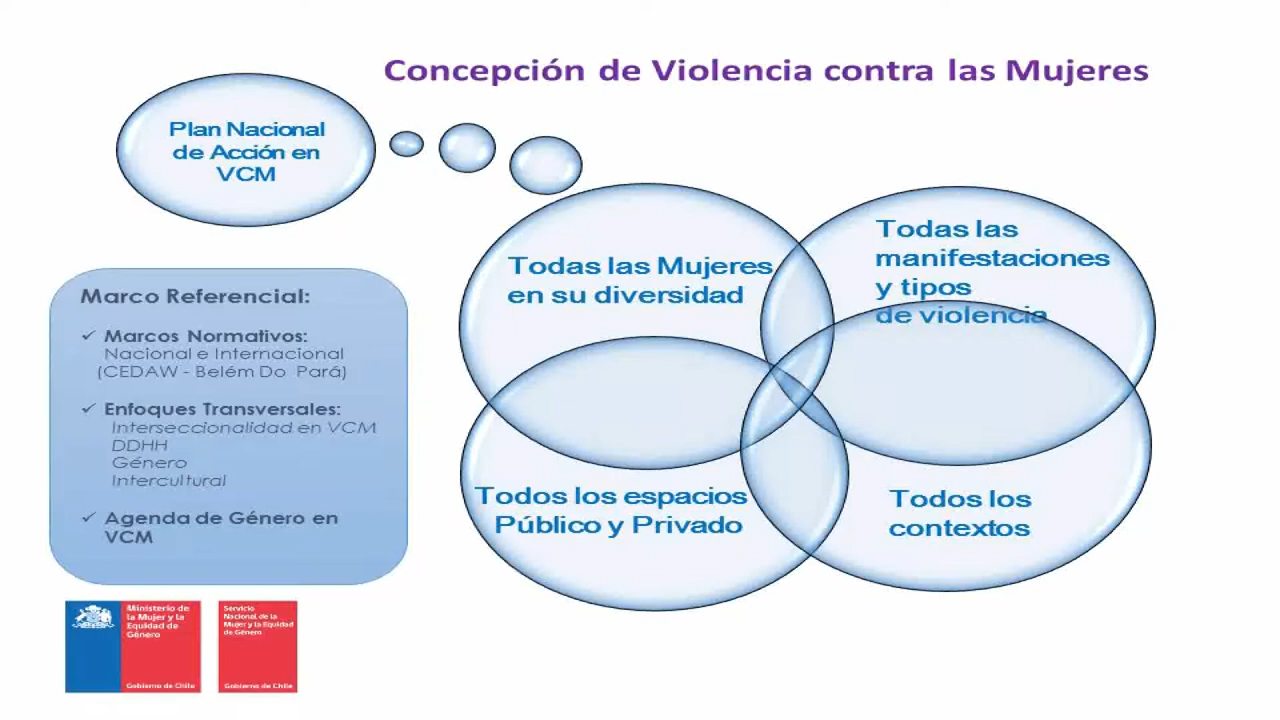 Concepción de Violencia contra las Mujeres
Plan Nacional
de Acción en
VCM
Todas las Mujeres
en su diversidad
Todas las
manifestaciones
y tipos
de violencia
Marco Referencial:
✓ Marcos Normativos:
Nacional e Internacional
(CEDAW - Belém Do Pará)
✓ Enfoques Transversales:
Interseccionalidad en VCM
DDHH
Género
Intercultural
✓ Agenda de Género en
VCM
Todos los espacios
Público y Privado
Todos los
contextos
Ministerio de
la Mujer y la
Equidad de
Género
Gobierno de Chile
Servicio
Nacional de la
Mujer y la Equidad
de Género
Gobierno de Chile